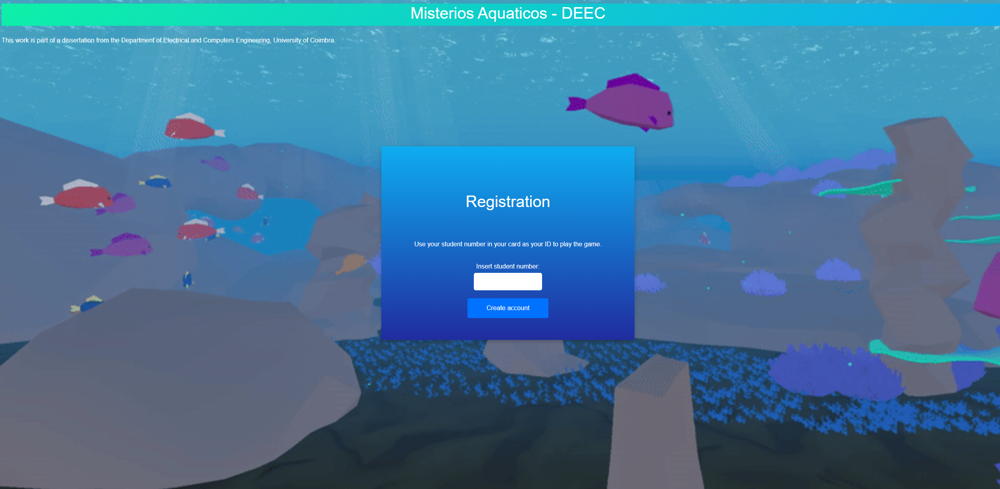 Misterios Aquaticos - DEEC
This work is part of a dissertation from the Department of Electrical and Computers Engineering, University of Coimbra.
Registration
Use your student number in your card as your ID to play the game.
Insert student number:
Create account